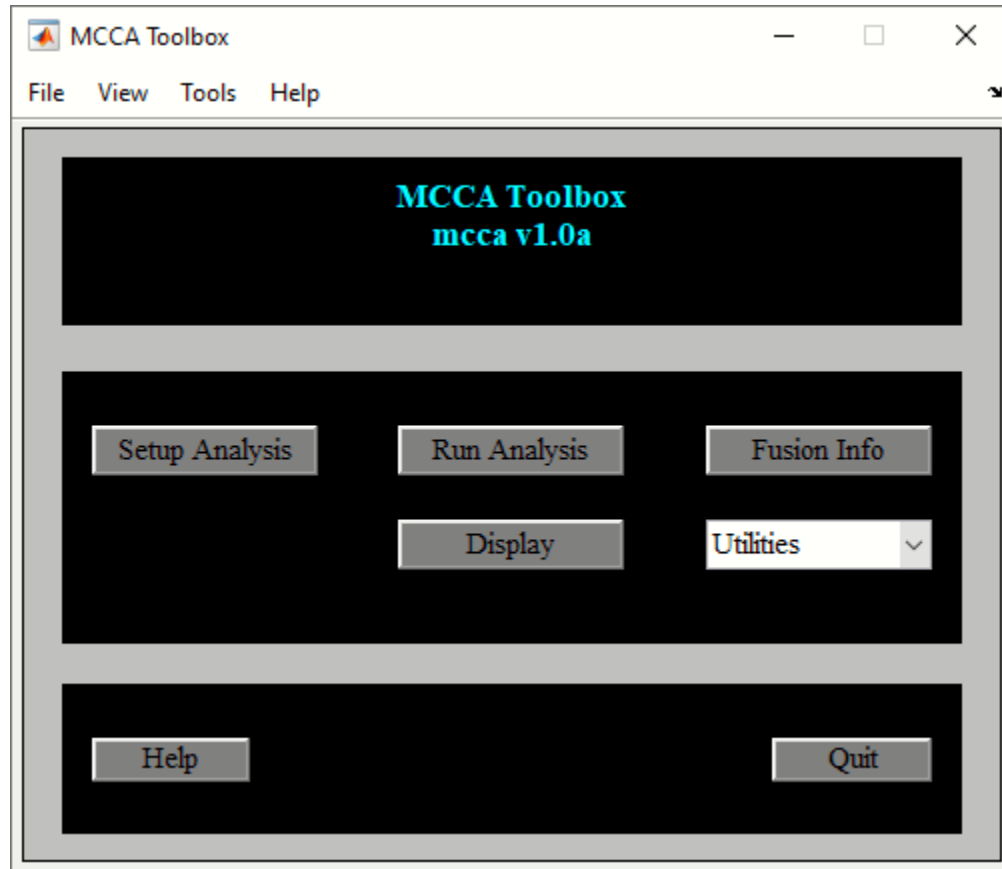 MCCA Toolbox
File View Tools Help
MCCA Toolbox
mcca v1.0a
Setup Analysis Run Analysis Fusion Info
Display Utilities
Help Quit